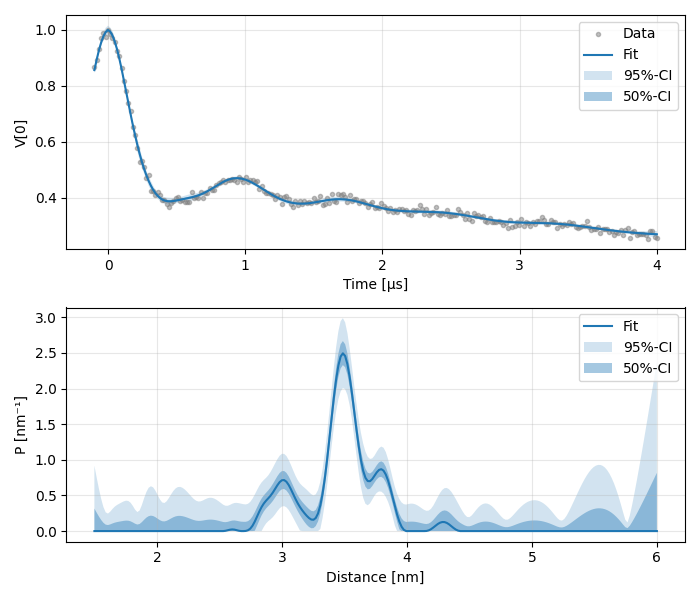 1.0
0.8
0.6
0.4
V[0]
Data
Fit
95%-CI
50%-CI
0 1 2 3 4
Time [μs]
3.0
2.5
2.0
1.5
1.0
0.5
0.0
P [nm⁻¹]
Fit
95%-CI
50%-CI
2 3 4 5 6
Distance [nm]